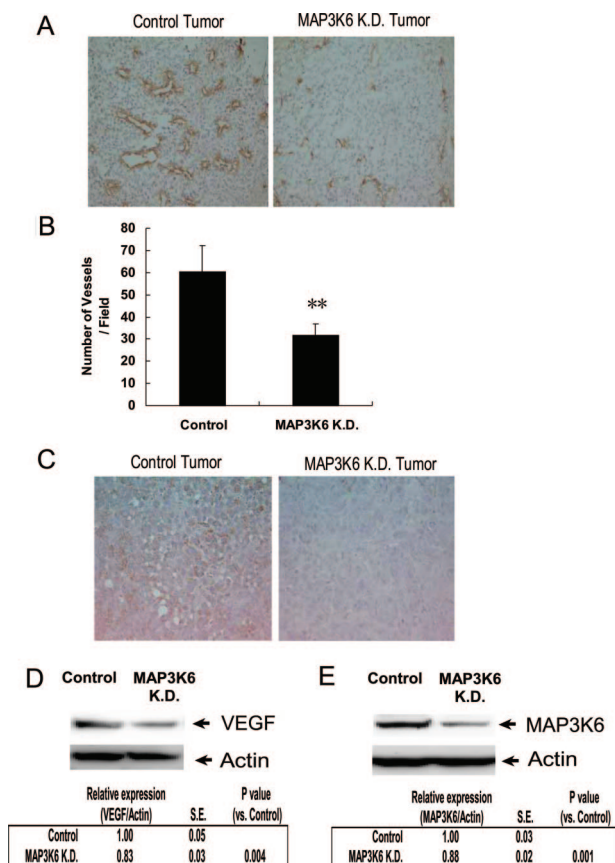 A
Control Tumor MAP3K6 K.D. Tumor
B
80
70
60
50
40
30
20
10
0
Number of Vessels
/ Field
**
Control MAP3K6 K.D.
C
Control Tumor MAP3K6 K.D. Tumor
D
Control MAP3K6
K.D.
VEGF
Actin
Relative expression P value
(VEGF/Actin) S.E. (vs. Control)
Control 1.00 0.05
MAP3K6 K.D. 0.83 0.03 0.004
E
Control MAP3K6
K.D.
MAP3K6
Actin
Relative expression P value
(MAP3K6/Actin) S.E. (vs. Control)
Control 1.00 0.03
MAP3K6 K.D. 0.88 0.02 0.001